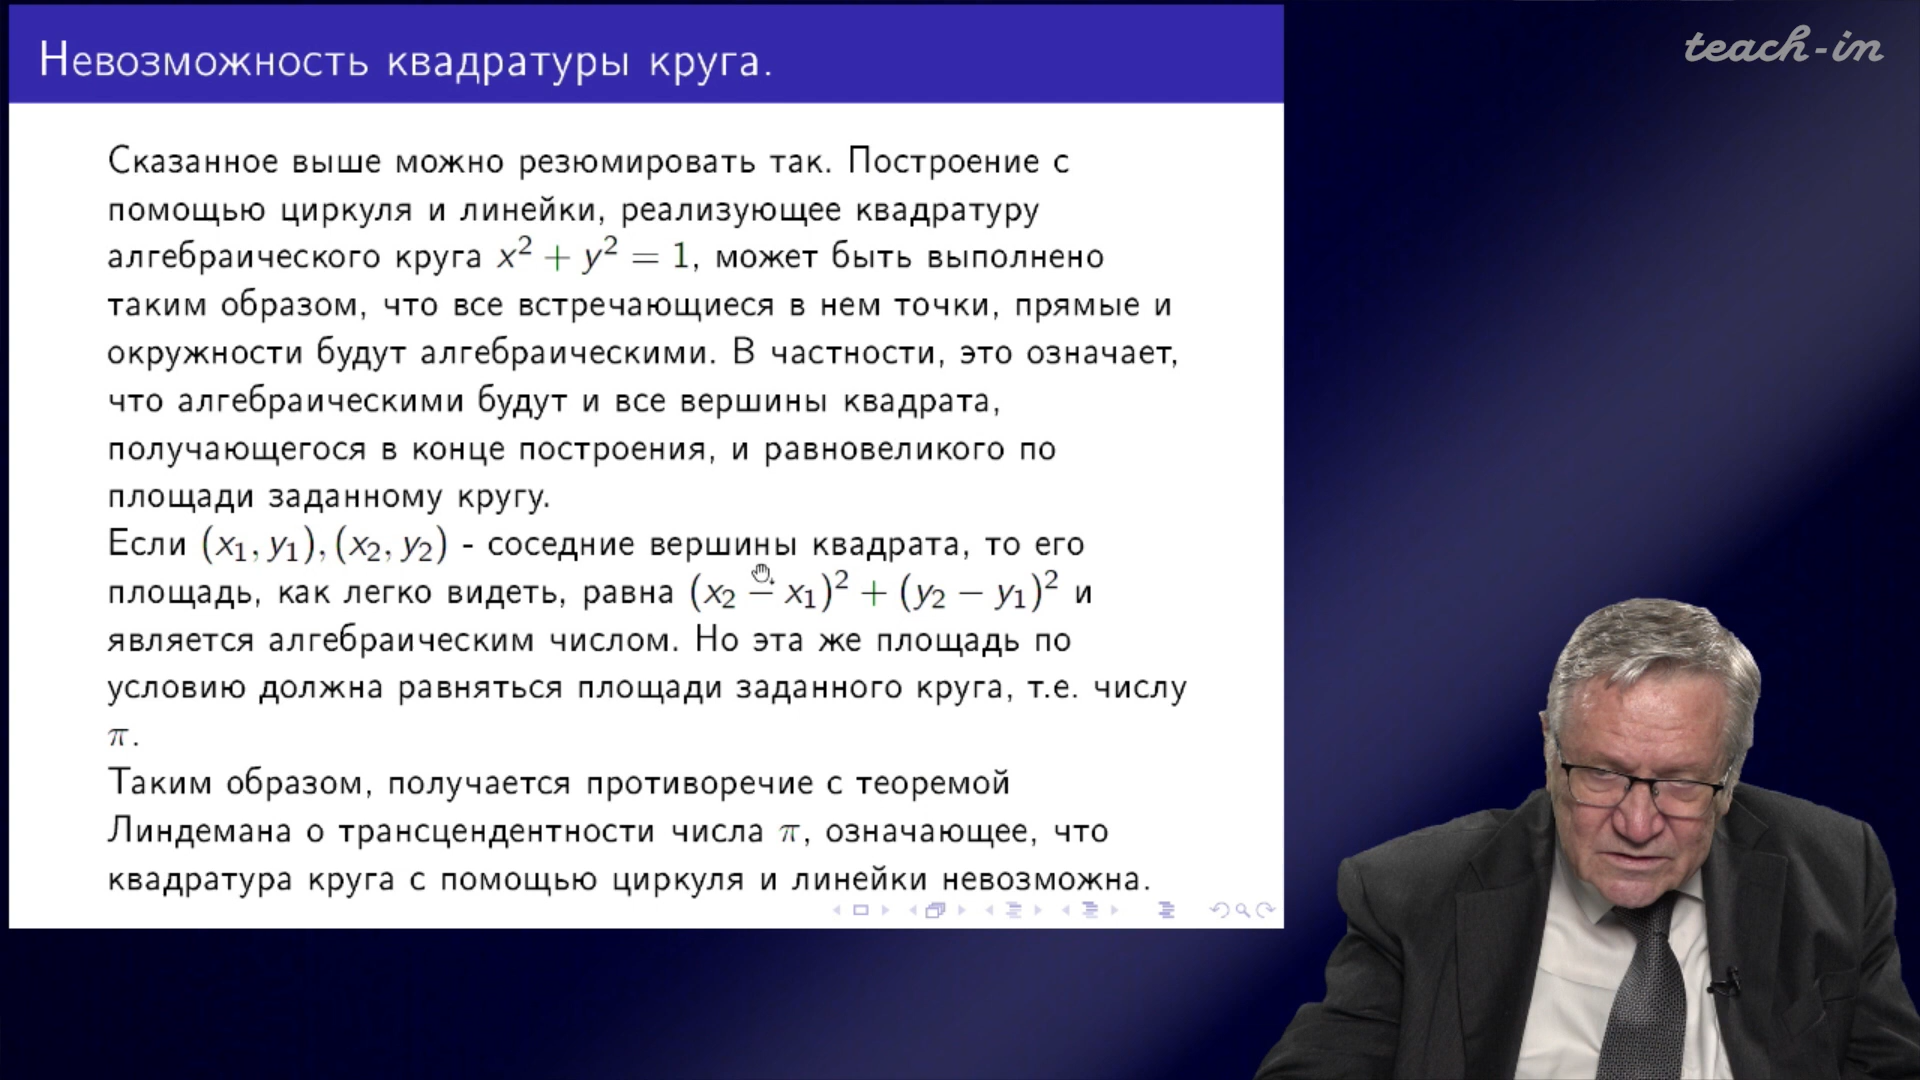 Невозможность квадратуры круга.
teach-in
Сказанное выше можно резюмировать так. Построение с
помощью циркуля и линейки, реализующее квадратуру
алгебраического круга x² + y² = 1, может быть выполнено
таким образом, что все встречающиеся в нем точки, прямые и
окружности будут алгебраическими. В частности, это означает,
что алгебраическими будут и все вершины квадрата,
получающегося в конце построения, и равновеликого по
площади заданному кругу.
Если (x₁, y₁), (x₂, y₂) - соседние вершины квадрата, то его
площадь, как легко видеть, равна (x₂ − x₁)² + (y₂ − y₁)² и
является алгебраическим числом. Но эта же площадь по
условию должна равняться площади заданного круга, т.е. числу
π.
Таким образом, получается противоречие с теоремой
Линдемана о трансцендентности числа π, означающее, что
квадратура круга с помощью циркуля и линейки невозможна.